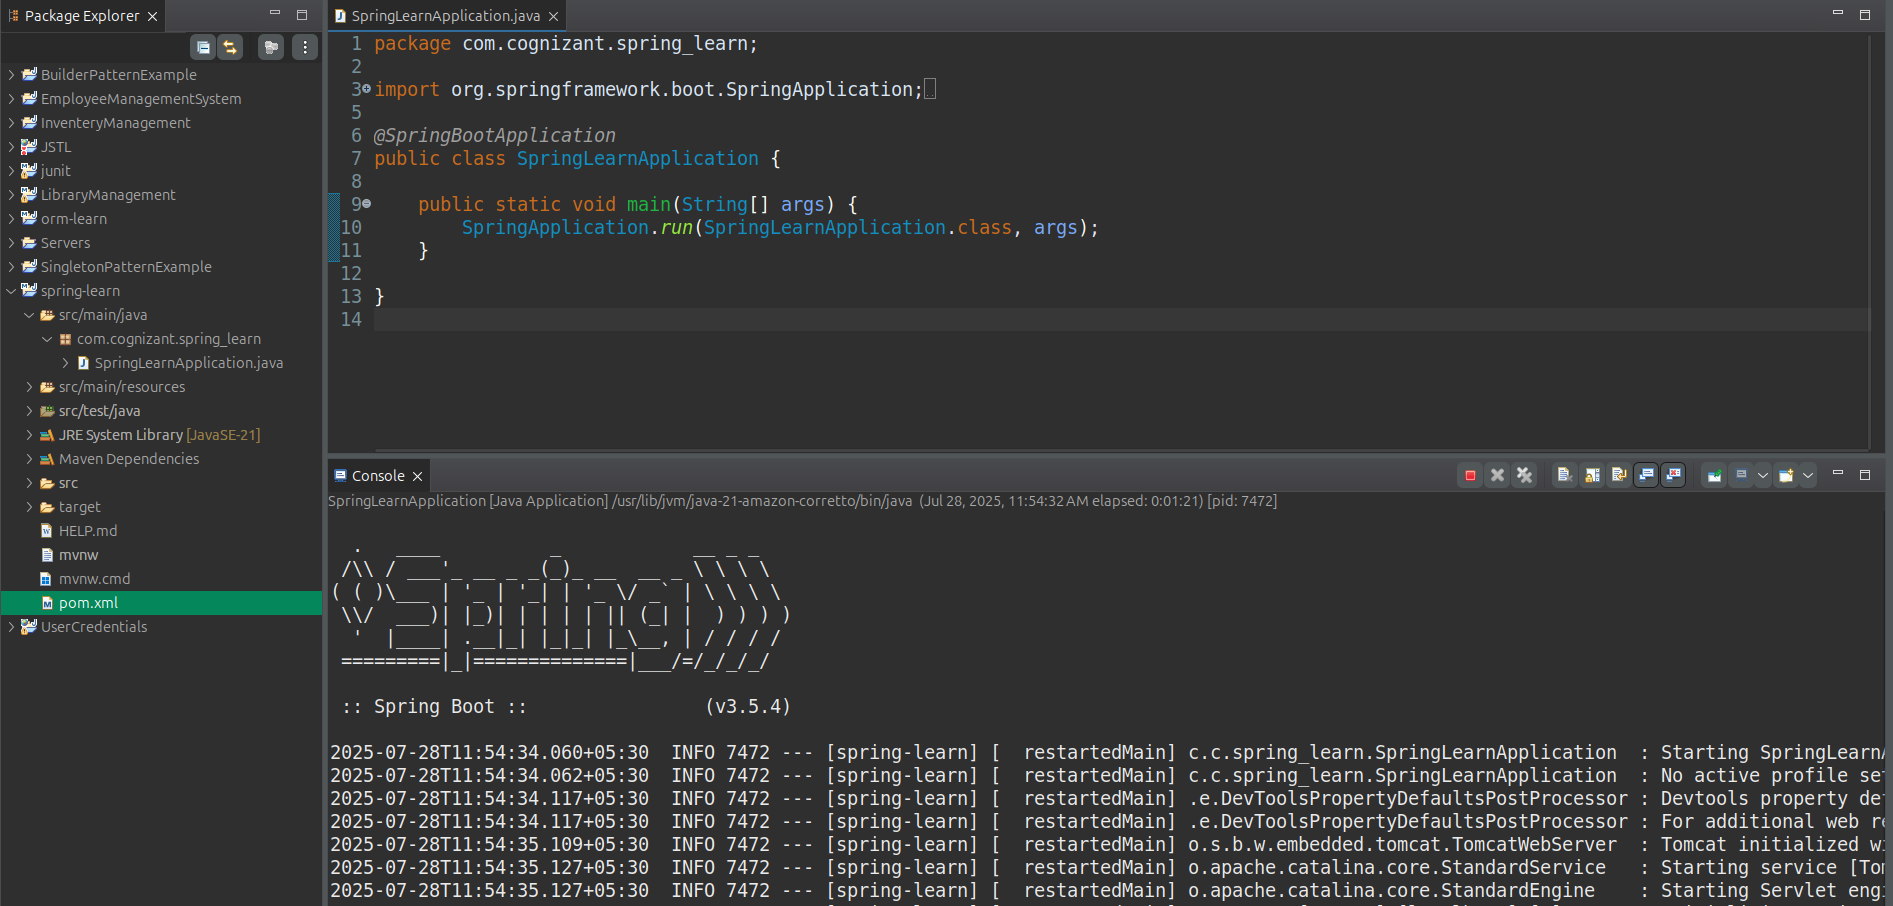 Package Explorer
BuilderPatternExample
EmployeeManagementSystem
InventeryManagement
JSTL
junit
LibraryManagement
orm-learn
Servers
SingletonPatternExample
spring-learn
src/main/java
com.cognizant.spring_learn
SpringLearnApplication.java
src/main/resources
src/test/java
JRE System Library [JavaSE-21]
Maven Dependencies
src
target
HELP.md
mvnw
mvnw.cmd
pom.xml
UserCredentials
SpringLearnApplication.java
1 package com.cognizant.spring_learn;
2
3 import org.springframework.boot.SpringApplication;
5
6 @SpringBootApplication
7 public class SpringLearnApplication {
8
9     public static void main(String[] args) {
10         SpringApplication.run(SpringLearnApplication.class, args);
11     }
12
13 }
14
Console
SpringLearnApplication [Java Application] /usr/lib/jvm/java-21-amazon-corretto/bin/java (Jul 28, 2025, 11:54:32 AM elapsed: 0:01:21) [pid: 7472]
  .   ____          _            __ _ _
 /\\ / ___'_ __ _ _(_)_ __  __ _ \ \ \ \
( ( )\___ | '_ | '_| | '_ \/ _` | \ \ \ \
 \\/  ___)| |_)| | | | | || (_| |  ) ) ) )
  '  |____| .__|_| |_|_| |_\__, | / / / /
 =========|_|==============|___/=/_/_/_/
 :: Spring Boot ::                (v3.5.4)
2025-07-28T11:54:34.060+05:30  INFO 7472 --- [spring-learn] [  restartedMain] c.c.spring_learn.SpringLearnApplication  : Starting SpringLearnA
2025-07-28T11:54:34.062+05:30  INFO 7472 --- [spring-learn] [  restartedMain] c.c.spring_learn.SpringLearnApplication  : No active profile se
2025-07-28T11:54:34.117+05:30  INFO 7472 --- [spring-learn] [  restartedMain] .e.DevToolsPropertyDefaultsPostProcessor : Devtools property de
2025-07-28T11:54:34.117+05:30  INFO 7472 --- [spring-learn] [  restartedMain] .e.DevToolsPropertyDefaultsPostProcessor : For additional web re
2025-07-28T11:54:35.109+05:30  INFO 7472 --- [spring-learn] [  restartedMain] o.s.b.w.embedded.tomcat.TomcatWebServer  : Tomcat initialized wi
2025-07-28T11:54:35.127+05:30  INFO 7472 --- [spring-learn] [  restartedMain] o.apache.catalina.core.StandardService   : Starting service [Tom
2025-07-28T11:54:35.127+05:30  INFO 7472 --- [spring-learn] [  restartedMain] o.apache.catalina.core.StandardEngine    : Starting Servlet engi